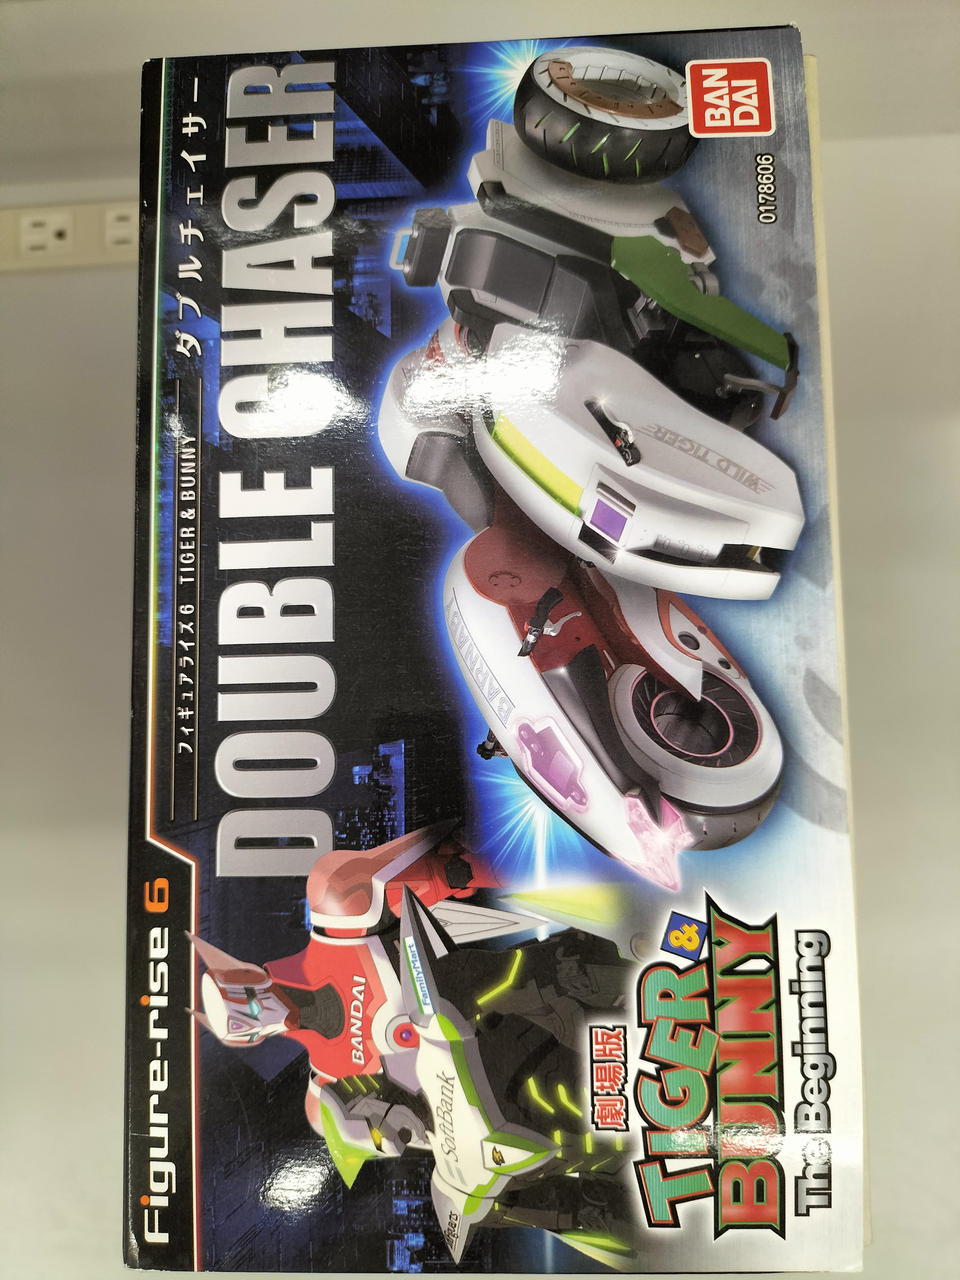 Figure-rise 6
フィギュアライズ6 TIGER & BUNNY ダブルチェイサー
DOUBLE CHASER
BAN
DAI
0178606
WILD TIGER
BARNABY
BANDAI
FamilyMart
SoftBank
劇場版
TIGER &
BUNNY
The Beginning